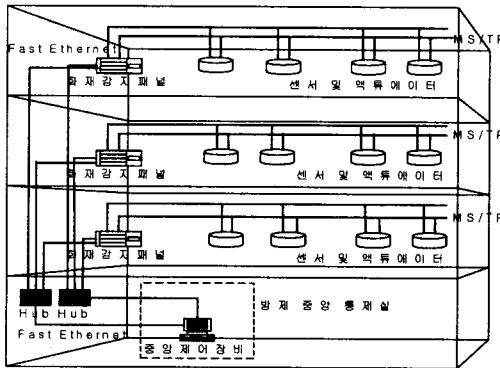 Fast Ethernet
MS/TP
화재감지패널
센서 및 액튜에이터
MS/TP
화재감지패널
센서 및 액튜에이터
MS/TP
화재감지패널
센서 및 액튜에이터
Hub Hub
방제 중앙 통제실
Fast Ethernet
중앙제어장비